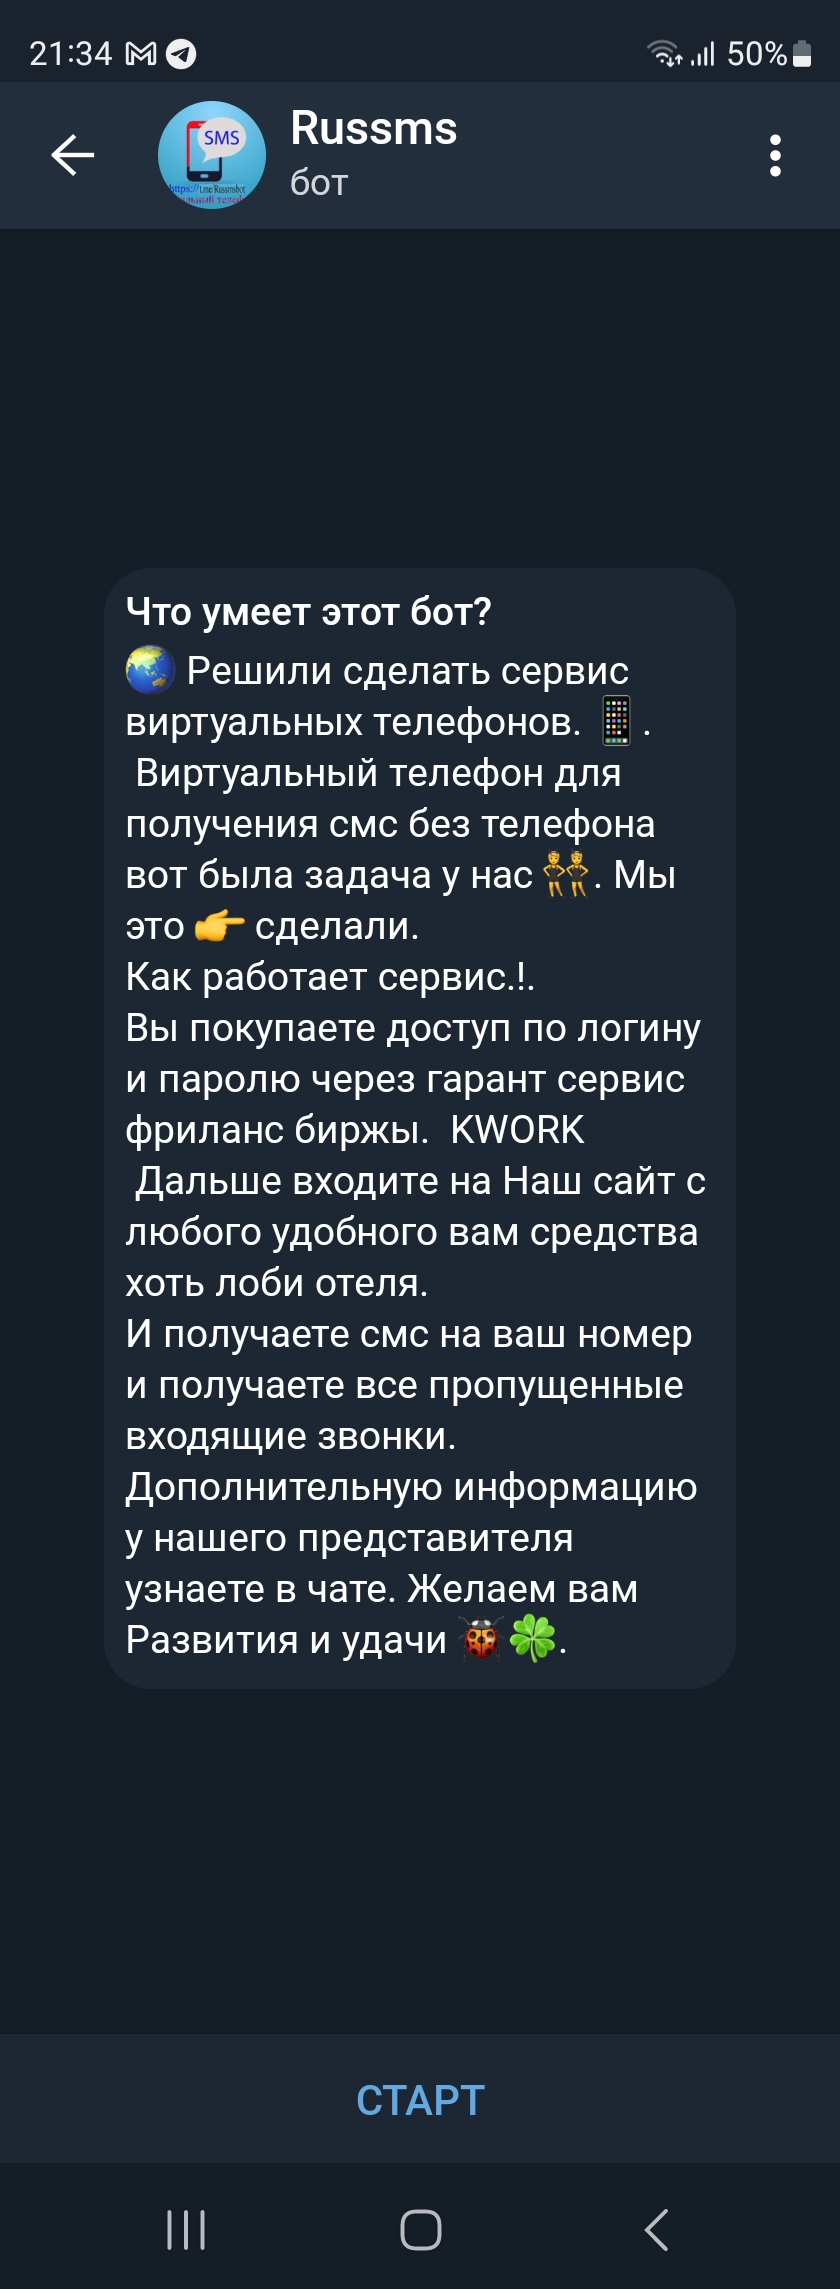 21:34
50%
Russms
бот
SMS
https://t.me/Russmsbot
Что умеет этот бот?
🌏 Решили сделать сервис
виртуальных телефонов. 📱.
Виртуальный телефон для
получения смс без телефона
вот была задача у нас👯. Мы
это 👉 сделали.
Как работает сервис.!.
Вы покупаете доступ по логину
и паролю через гарант сервис
фриланс биржы.  KWORK
Дальше входите на Наш сайт с
любого удобного вам средства
хоть лоби отеля.
И получаете смс на ваш номер
и получаете все пропущенные
входящие звонки.
Дополнительную информацию
у нашего представителя
узнаете в чате. Желаем вам
Развития и удачи 🐞🍀.
СТАРТ